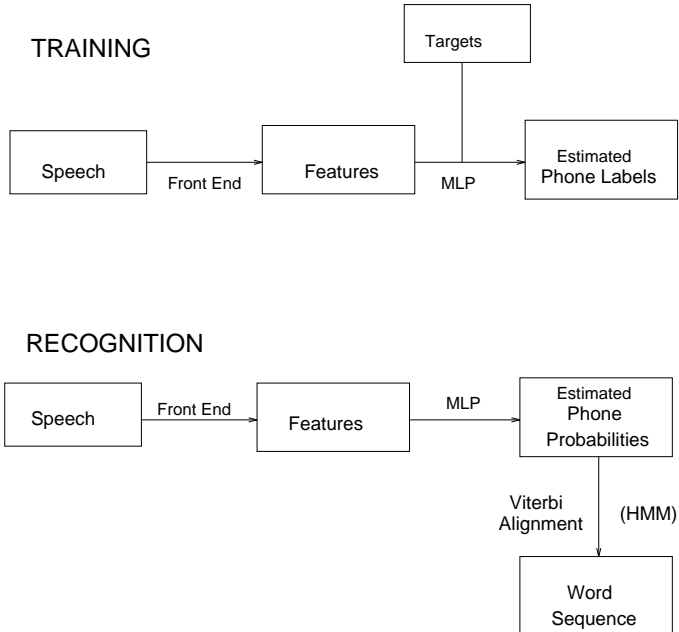 TRAINING
Targets
Speech
Front End
Features
MLP
Estimated
Phone Labels
RECOGNITION
Speech
Front End
Features
MLP
Estimated
Phone
Probabilities
Viterbi
Alignment
(HMM)
Word
Sequence